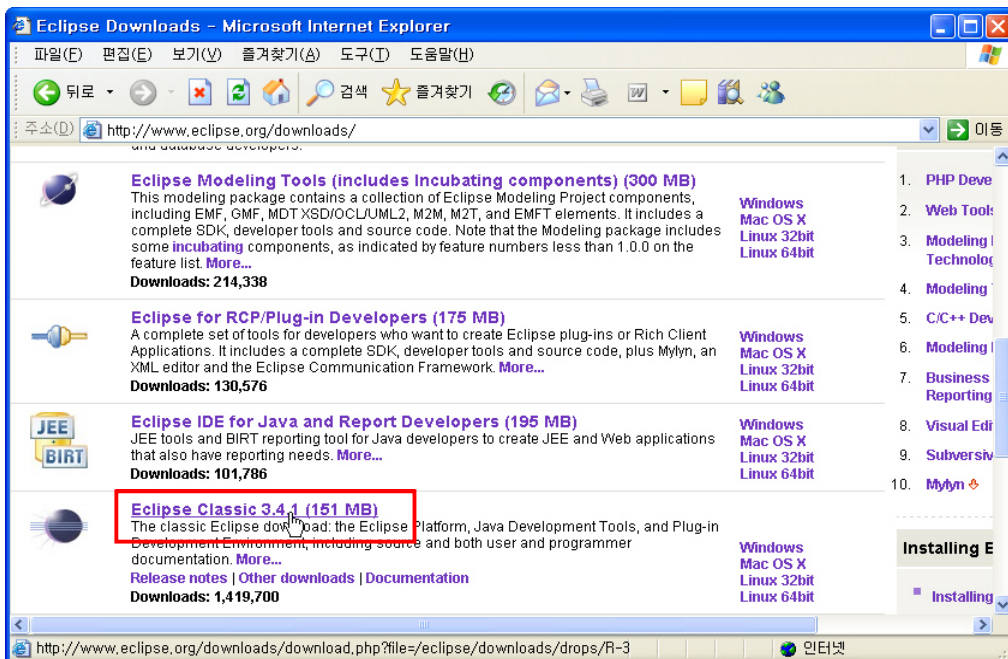 Eclipse Downloads - Microsoft Internet Explorer
파일(F) 편집(E) 보기(V) 즐겨찾기(A) 도구(T) 도움말(H)
뒤로 검색 즐겨찾기
주소(D) http://www.eclipse.org/downloads/ 이동
and database developers.
Eclipse Modeling Tools (includes Incubating components) (300 MB)
This modeling package contains a collection of Eclipse Modeling Project components,
including EMF, GMF, MDT XSD/OCL/UML2, M2M, M2T, and EMFT elements. It includes a
complete SDK, developer tools and source code. Note that the Modeling package includes
some incubating components, as indicated by feature numbers less than 1.0.0 on the
feature list. More...
Downloads: 214,338
Windows
Mac OS X
Linux 32bit
Linux 64bit
Eclipse for RCP/Plug-in Developers (175 MB)
A complete set of tools for developers who want to create Eclipse plug-ins or Rich Client
Applications. It includes a complete SDK, developer tools and source code, plus Mylyn, an
XML editor and the Eclipse Communication Framework. More...
Downloads: 130,576
Windows
Mac OS X
Linux 32bit
Linux 64bit
JEE
BIRT
Eclipse IDE for Java and Report Developers (195 MB)
JEE tools and BIRT reporting tool for Java developers to create JEE and Web applications
that also have reporting needs. More...
Downloads: 101,786
Windows
Mac OS X
Linux 32bit
Linux 64bit
Eclipse Classic 3.4.1 (151 MB)
The classic Eclipse download: the Eclipse Platform, Java Development Tools, and Plug-in
Development Environment, including source and both user and programmer
documentation. More...
Release notes | Other downloads | Documentation
Downloads: 1,419,700
Windows
Mac OS X
Linux 32bit
Linux 64bit
1. PHP Deve
2. Web Tools
3. Modeling
Technolog
4. Modeling
5. C/C++ Dev
6. Modeling
7. Business
Reporting
8. Visual Edi
9. Subversiv
10. Mylyn
Installing E
Installing
http://www.eclipse.org/downloads/download.php?file=/eclipse/downloads/drops/R-3 인터넷